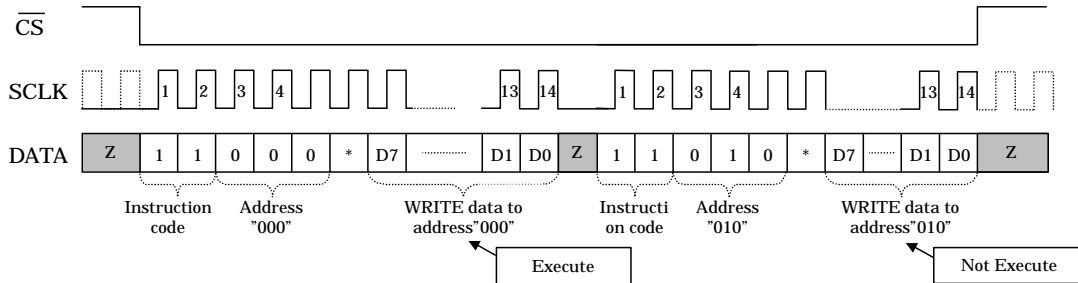 CS
SCLK 1 2 3 4 13 14 1 2 3 4 13 14
DATA Z 1 1 0 0 0 * D7 D1 D0 Z 1 1 0 1 0 * D7 D1 D0 Z
Instruction code
Address "000"
WRITE data to address"000"
Instructi on code
Address "010"
WRITE data to address"010"
Execute
Not Execute